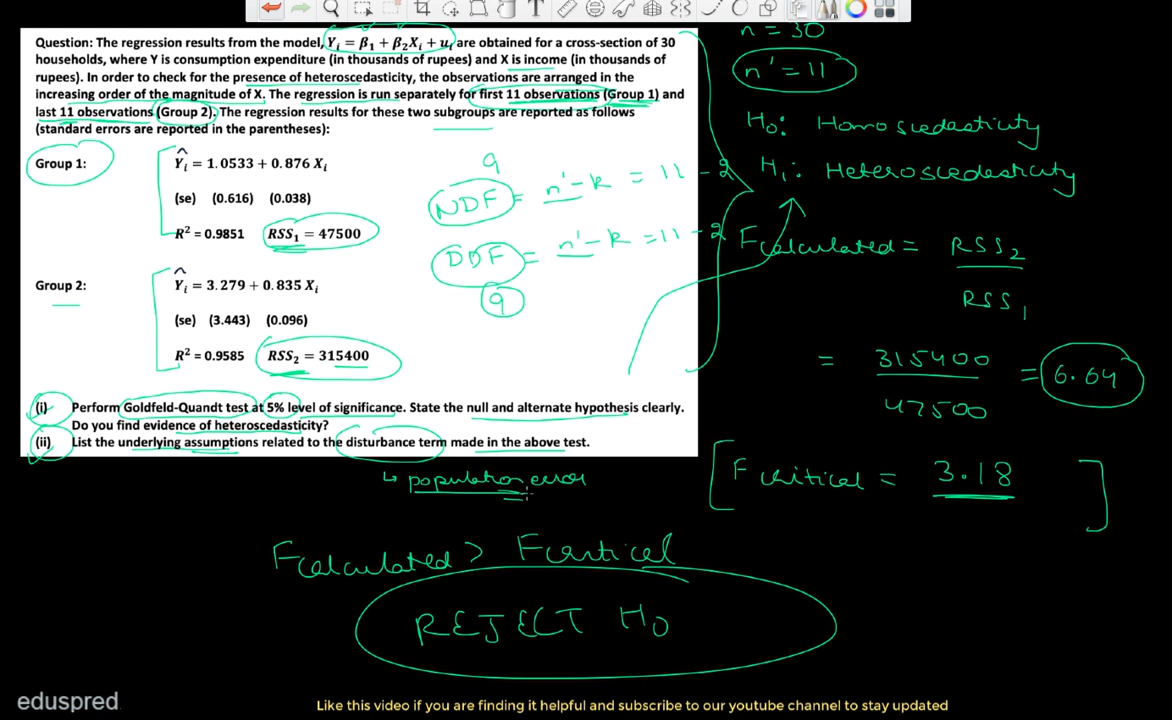 Question: The regression results from the model, Yᵢ = β₁ + β₂Xᵢ + uᵢ are obtained for a cross-section of 30
households, where Y is consumption expenditure (in thousands of rupees) and X is income (in thousands of
rupees). In order to check for the presence of heteroscedasticity, the observations are arranged in the
increasing order of the magnitude of X. The regression is run separately for first 11 observations (Group 1) and
last 11 observations (Group 2). The regression results for these two subgroups are reported as follows
(standard errors are reported in the parentheses):
Group 1:
Ŷᵢ = 1.0533 + 0.876 Xᵢ
(se) (0.616) (0.038)
R² = 0.9851 RSS₁ = 47500
Group 2:
Ŷᵢ = 3.279 + 0.835 Xᵢ
(se) (3.443) (0.096)
R² = 0.9585 RSS₂ = 315400
(i) Perform Goldfeld-Quandt test at 5% level of significance. State the null and alternate hypothesis clearly.
Do you find evidence of heteroscedasticity?
(ii) List the underlying assumptions related to the disturbance term made in the above test.
↳ population error
9
NDF = n'-k = 11 - 2
DDF = n'-k = 11 - 2
9
n = 30
n' = 11
H₀: Homoscedasticity
H₁: Heteroscedasticity
Fcalculated = RSS₂
RSS₁
= 315400 = 6.64
47500
[F critical = 3.18 ]
Fcalculated > Fcritical
REJECT H₀
eduspred
Like this video if you are finding it helpful and subscribe to our youtube channel to stay updated